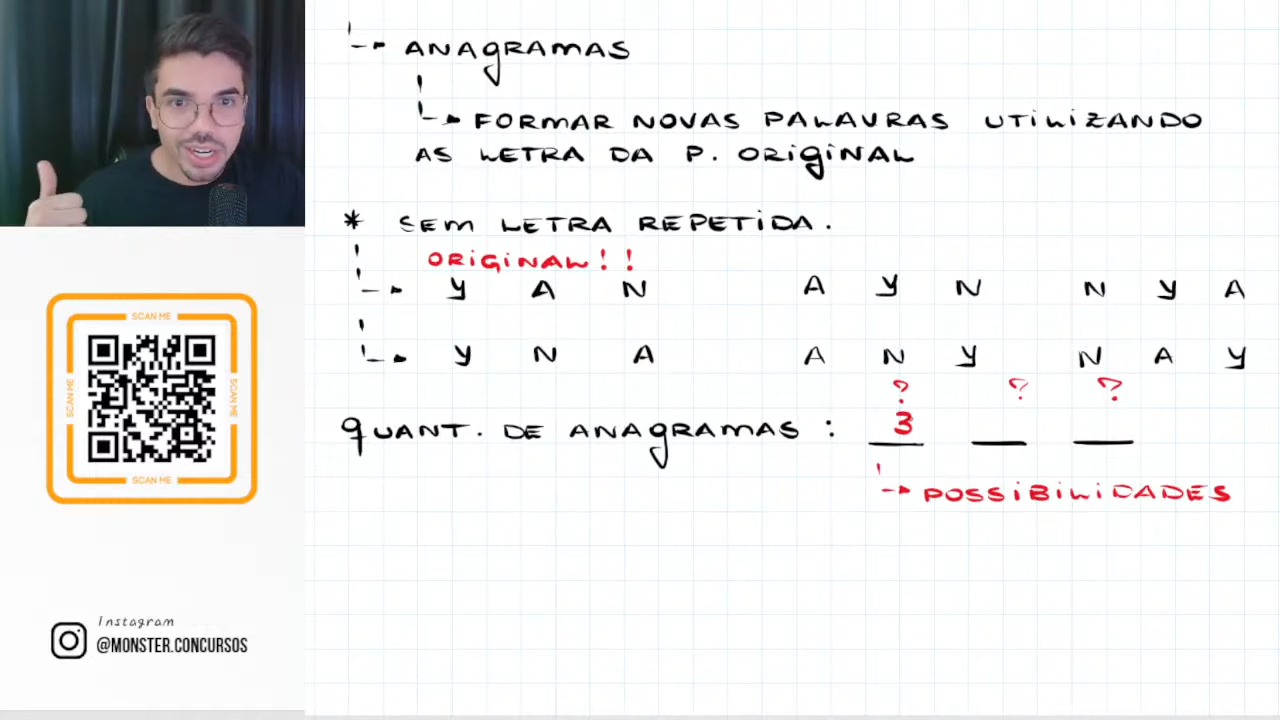 ANAGRAMAS
FORMAR NOVAS PALAVRAS UTILIZANDO
AS LETRA DA P. ORIGINAL
* SEM LETRA REPETIDA.
ORIGINAL!!
Y A N A Y N N Y A
Y N A A N Y N A Y
? ? ?
QUANT. DE ANAGRAMAS : 3
POSSIBILIDADES
SCAN ME
SCAN ME
SCAN ME
SCAN ME
Instagram
@MONSTER.CONCURSOS